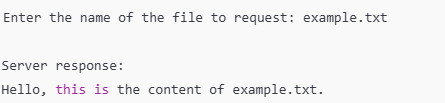 Enter the name of the file to request: example.txt
Server response:
Hello, this is the content of example.txt.